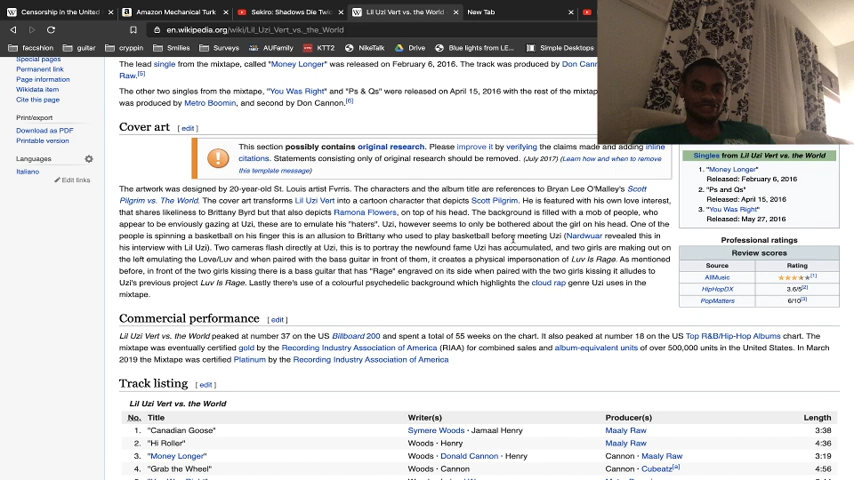 Censorship in the United
Amazon Mechanical Turk
Sekiro: Shadows Die Twic
Lil Uzi Vert vs. the World
New Tab
en.wikipedia.org/wiki/Lil_Uzi_Vert_vs._the_World
faccshion
guitar
cryppin
Smiles
Surveys
AUFamily
KTT2
NikeTalk
Blue lights from LE...
Simple Desktops
Special pages
Permanent link
Page information
Wikidata item
Cite this page
Print/export
Download as PDF
Printable version
Languages
Italiano
Edit links
The lead single from the mixtape, called "Money Longer" was released on February 6, 2016. The track was produced by Don Cann
Raw.[5]
The other two singles from the mixtape, "You Was Right" and "Ps & Qs" were released on April 15, 2016 with the rest of the mixt
was produced by Metro Boomin, and second by Don Cannon.[6]
Cover art [ edit ]
This section possibly contains original research. Please improve it by verifying the claims made and adding inline
citations. Statements consisting only of original research should be removed. (July 2017) (Learn how and when to remove
this template message)
The artwork was designed by 20-year-old St. Louis artist Fvrris. The characters and the album title are references to Bryan Lee O'Malley's Scott
Pilgrim vs. The World. The cover art transforms Lil Uzi Vert into a cartoon character that depicts Scott Pilgrim. He is featured with his own love interest,
that shares likeliness to Brittany Byrd but that also depicts Ramona Flowers, on top of his head. The background is filled with a mob of people, who
appear to be enviously gazing at Uzi, these are to emulate his "haters". Uzi, however seems to only be bothered about the girl on his head. One of the
people is spinning a basketball on his finger this is an allusion to Brittany who used to play basketball before meeting Uzi (Nardwuar revealed this in
his interview with Lil Uzi). Two cameras flash directly at Uzi, this is to portray the newfound fame Uzi has accumulated, and two girls are making out on
the left emulating the Love/Luv and when paired with the bass guitar in front of them, it creates a physical impersonation of Luv Is Rage. As mentioned
before, in front of the two girls kissing there is a bass guitar that has "Rage" engraved on its side when paired with the two girls kissing it alludes to
Uzi's previous project Luv Is Rage. Lastly there's use of a colourful psychedelic background which highlights the cloud rap genre Uzi uses in the
mixtape.
Singles from Lil Uzi Vert vs. the World
1. "Money Longer"
Released: February 6, 2016
2. "Ps and Qs"
Released: April 15, 2016
3. "You Was Right"
Released: May 27, 2016
Professional ratings
Review scores
Source Rating
AllMusic [1]
HipHopDX 3.6/5[2]
PopMatters 6/10[3]
Commercial performance [ edit ]
Lil Uzi Vert vs. the World peaked at number 37 on the US Billboard 200 and spent a total of 55 weeks on the chart. It also peaked at number 18 on the US Top R&B/Hip-Hop Albums chart. The
mixtape was eventually certified gold by the Recording Industry Association of America (RIAA) for combined sales and album-equivalent units of over 500,000 units in the United States. In March
2019 the Mixtape was certified Platinum by the Recording Industry Association of America
Track listing [ edit ]
Lil Uzi Vert vs. the World
No. Title Writer(s) Producer(s) Length
1. "Canadian Goose" Symere Woods · Jamaal Henry Maaly Raw 3:38
2. "Hi Roller" Woods · Henry Maaly Raw 4:36
3. "Money Longer" Woods · Donald Cannon · Henry Cannon · Maaly Raw 3:19
4. "Grab the Wheel" Woods · Cannon Cannon · Cubeatz[a] 4:56